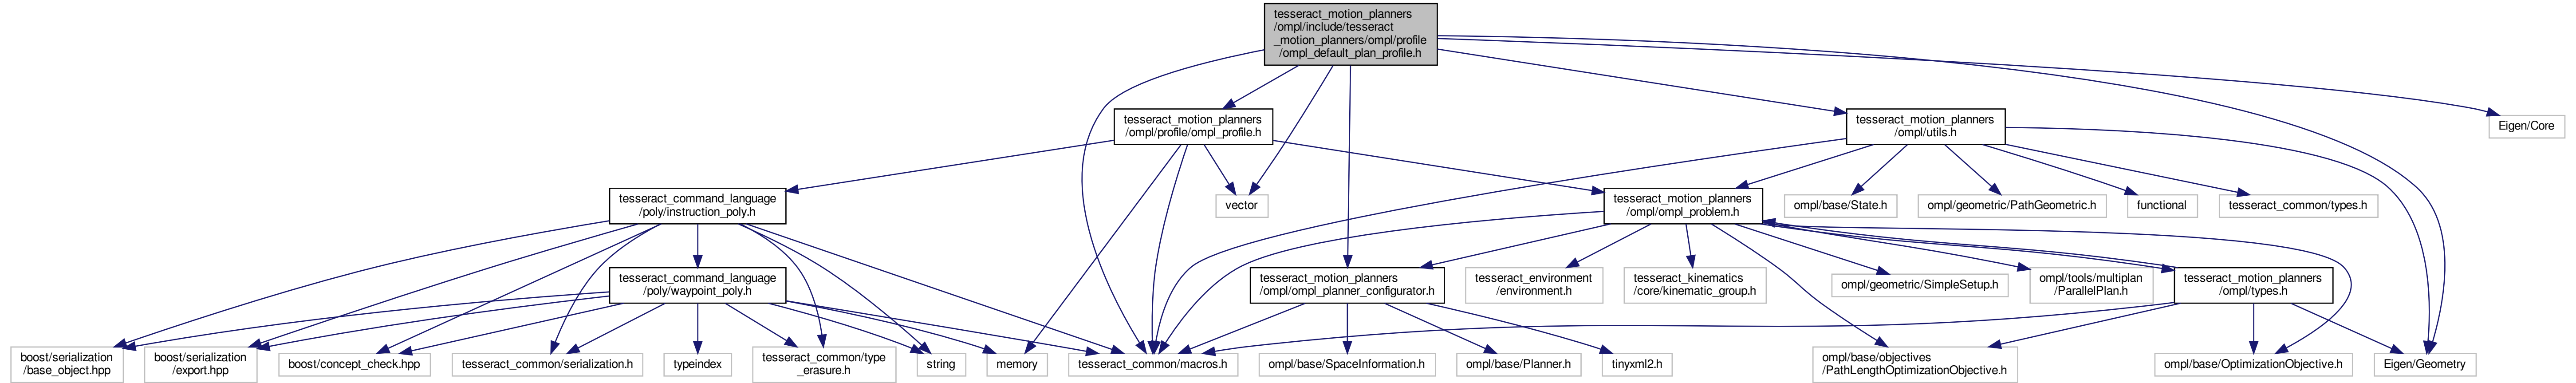 tesseract_motion_planners
/ompl/include/tesseract
_motion_planners/ompl/profile
/ompl_default_plan_profile.h
tesseract_motion_planners
/ompl/profile/ompl_profile.h
tesseract_motion_planners
/ompl/utils.h
Eigen/Core
tesseract_command_language
/poly/instruction_poly.h
vector
tesseract_motion_planners
/ompl/ompl_problem.h
ompl/base/State.h
ompl/geometric/PathGeometric.h
functional
tesseract_common/types.h
tesseract_command_language
/poly/waypoint_poly.h
tesseract_motion_planners
/ompl/ompl_planner_configurator.h
tesseract_environment
/environment.h
tesseract_kinematics
/core/kinematic_group.h
ompl/geometric/SimpleSetup.h
ompl/tools/multiplan
/ParallelPlan.h
tesseract_motion_planners
/ompl/types.h
boost/serialization
/base_object.hpp
boost/serialization
/export.hpp
boost/concept_check.hpp
tesseract_common/serialization.h
typeindex
tesseract_common/type
_erasure.h
string
memory
tesseract_common/macros.h
ompl/base/SpaceInformation.h
ompl/base/Planner.h
tinyxml2.h
ompl/base/objectives
/PathLengthOptimizationObjective.h
ompl/base/OptimizationObjective.h
Eigen/Geometry